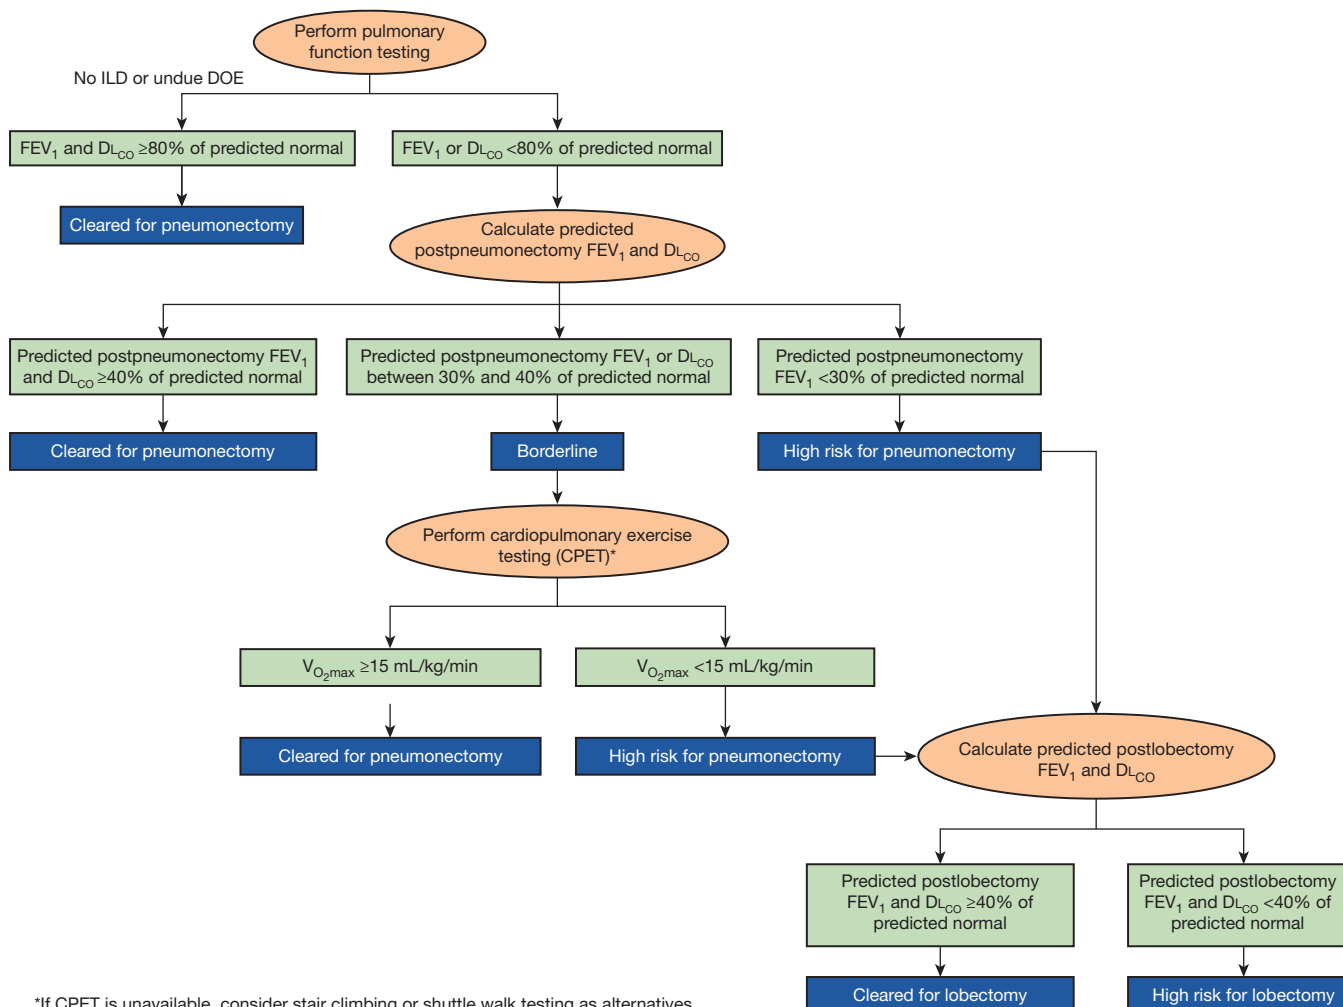 Perform pulmonary
function testing
No ILD or undue DOE
FEV₁ and DLCO ≥80% of predicted normal
FEV₁ or DLCO <80% of predicted normal
Cleared for pneumonectomy
Calculate predicted
postpneumonectomy FEV₁ and DLCO
Predicted postpneumonectomy FEV₁
and DLCO ≥40% of predicted normal
Predicted postpneumonectomy FEV₁ or DLCO
between 30% and 40% of predicted normal
Predicted postpneumonectomy
FEV₁ <30% of predicted normal
Cleared for pneumonectomy
Borderline
High risk for pneumonectomy
Perform cardiopulmonary exercise
testing (CPET)*
VO₂max ≥15 mL/kg/min
VO₂max <15 mL/kg/min
Cleared for pneumonectomy
High risk for pneumonectomy
Calculate predicted postlobectomy
FEV₁ and DLCO
Predicted postlobectomy
FEV₁ and DLCO ≥40% of
predicted normal
Predicted postlobectomy
FEV₁ and DLCO <40% of
predicted normal
Cleared for lobectomy
High risk for lobectomy
*If CPET is unavailable, consider stair climbing or shuttle walk testing as alternatives